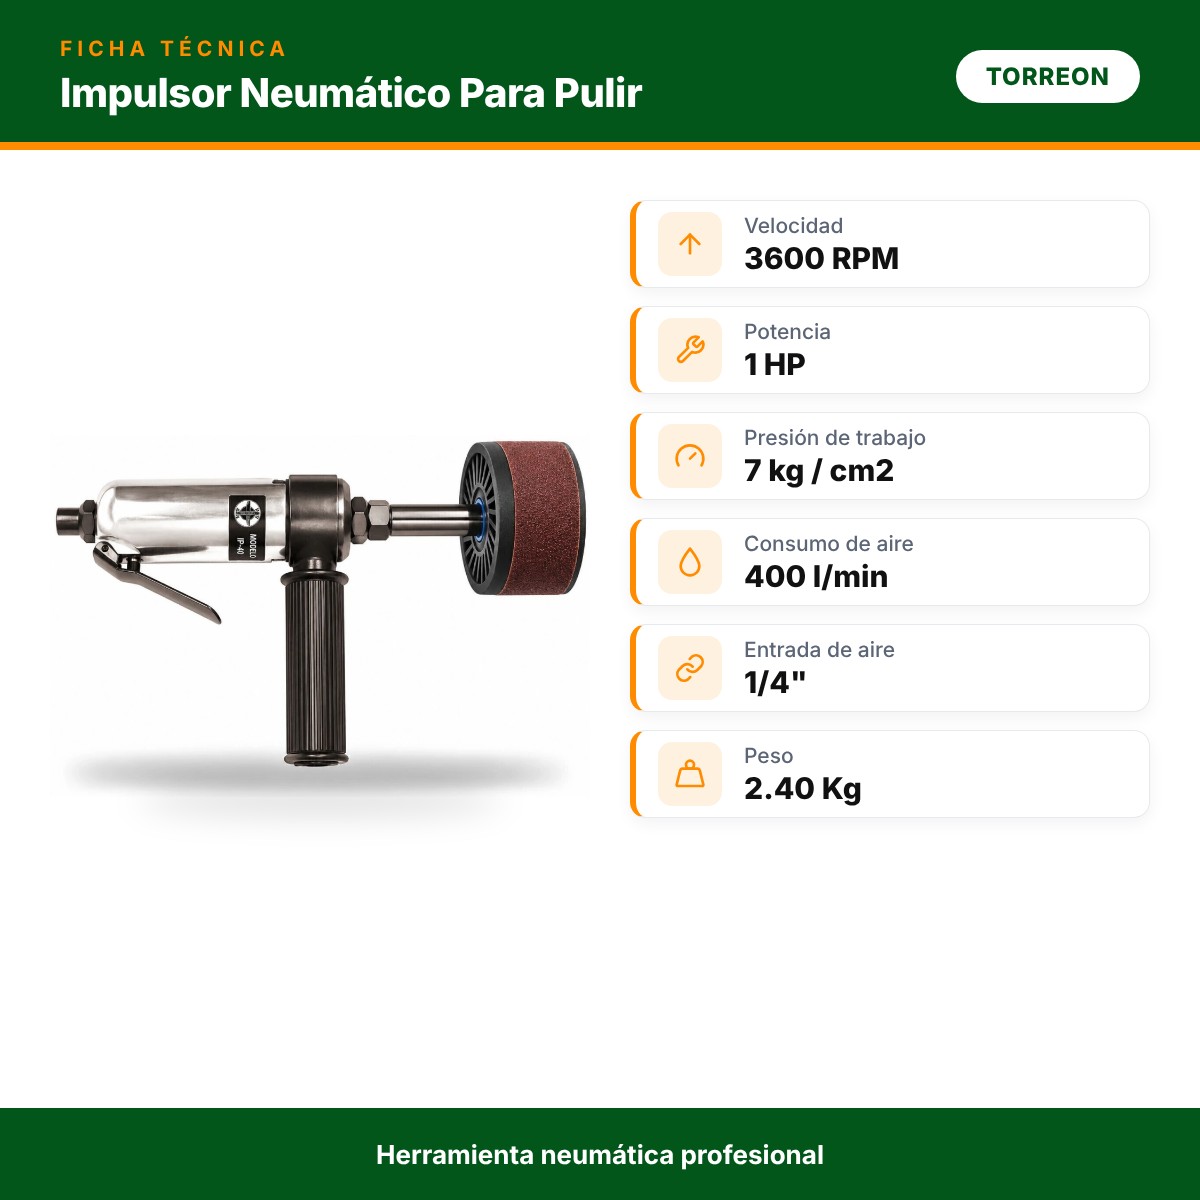 FICHA TÉCNICA
Impulsor Neumático Para Pulir
TORREON
Velocidad
3600 RPM
Potencia
1 HP
Presión de trabajo
7 kg / cm2
Consumo de aire
400 l/min
Entrada de aire
1/4"
Peso
2.40 Kg
MODELO
IP-40
Herramienta neumática profesional